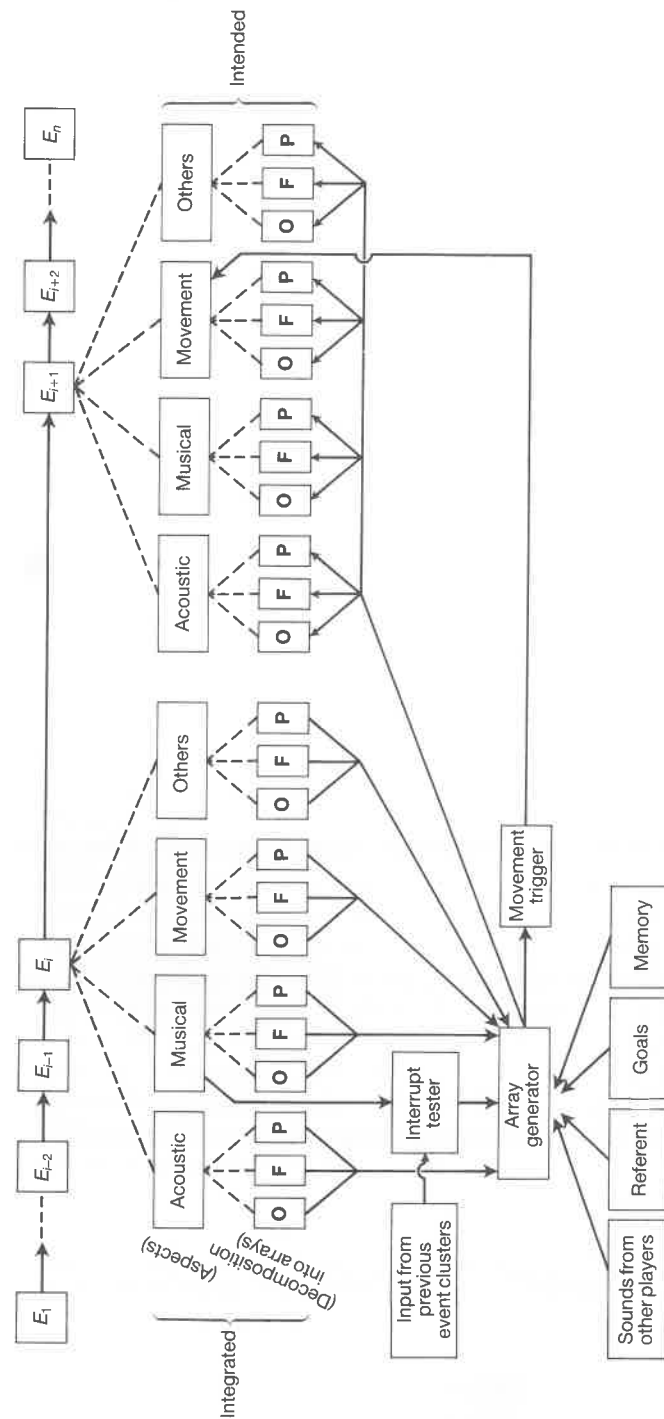 E1
Ei–2
Ei–1
Ei
Ei+1
Ei+2
En
Integrated
(Aspects)
(Decomposition
into arrays)
Acoustic
Musical
Movement
Others
Acoustic
Musical
Movement
Others
Intended
O F P
O F P
O F P
O F P
O F P
O F P
O F P
O F P
Input from
previous
event clusters
Interrupt
tester
Array
generator
Movement
trigger
Sounds from
other players
Referent
Goals
Memory